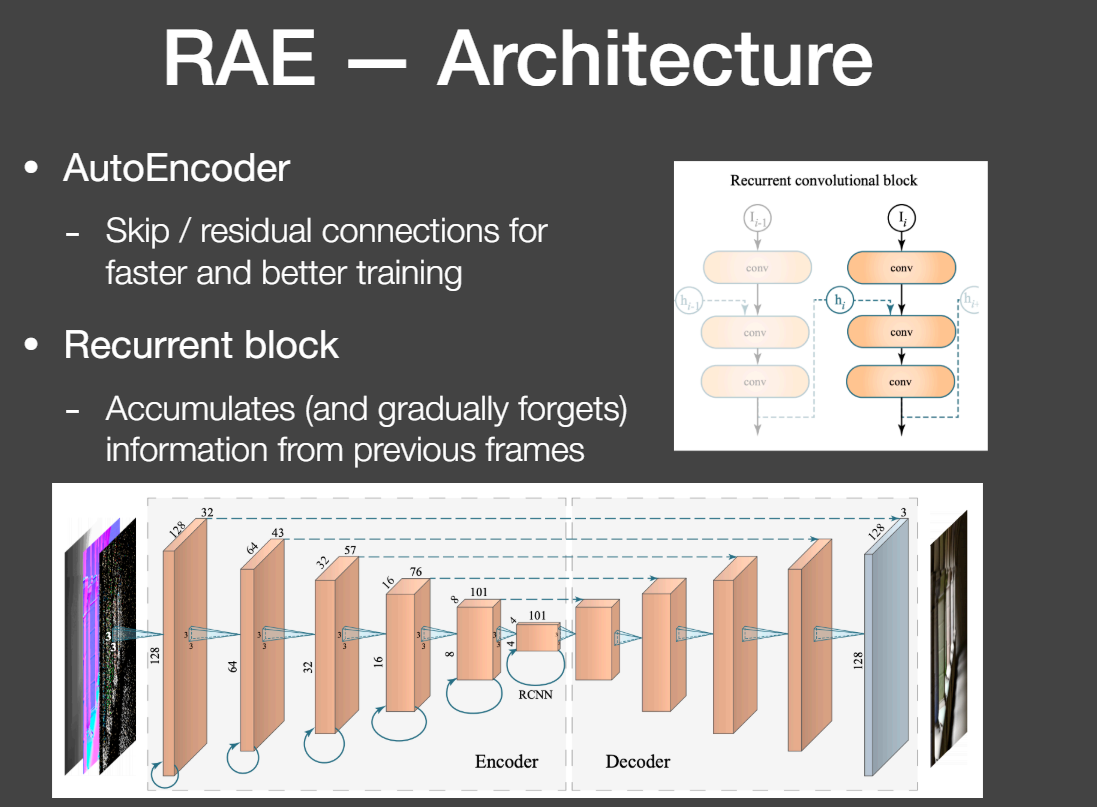 RAE — Architecture
• AutoEncoder
- Skip / residual connections for
faster and better training
• Recurrent block
- Accumulates (and gradually forgets)
information from previous frames
Recurrent convolutional block
I_{i-1} I_i
conv conv
h_{i-1} h_i
conv conv
conv conv
32 3
128 43 128
64 57
32 76
16 101
8 101
4
3 3 3 3 3 3
3 3 3 3 3
128 64 32 16 8 4 128
RCNN
Encoder Decoder